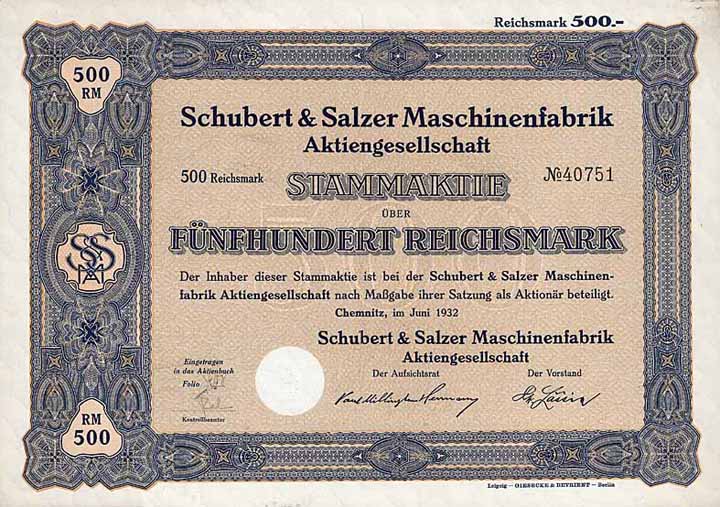 Reichsmark 500.-
500
RM
Schubert & Salzer Maschinenfabrik
Aktiengesellschaft
500 Reichsmark STAMMAKTIE №40751
ÜBER
FÜNFHUNDERT REICHSMARK
Der Inhaber dieser Stammaktie ist bei der Schubert & Salzer Maschinen-
fabrik Aktiengesellschaft nach Maßgabe ihrer Satzung als Aktionär beteiligt.
Chemnitz, im Juni 1932
Schubert & Salzer Maschinenfabrik
Aktiengesellschaft
Der Aufsichtsrat Der Vorstand
Eingetragen
in das Aktienbuch
Folio
Kontrollbeamter
RM
500
Leipzig — GIESECKE & DEVRIENT — Berlin